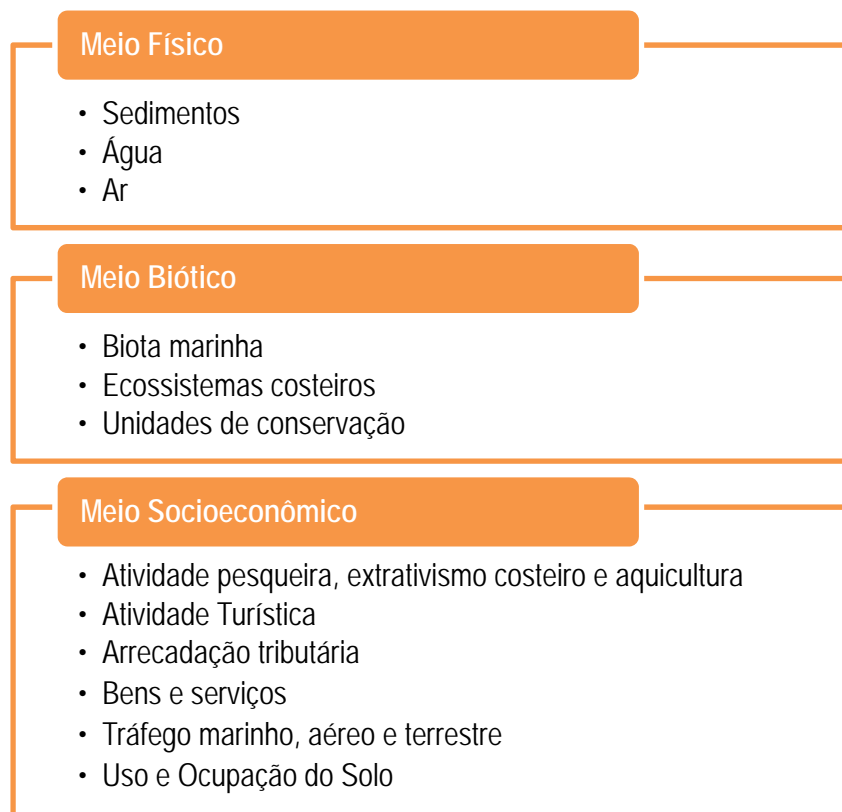 Meio Físico
• Sedimentos
• Água
• Ar
Meio Biótico
• Biota marinha
• Ecossistemas costeiros
• Unidades de conservação
Meio Socioeconômico
• Atividade pesqueira, extrativismo costeiro e aquicultura
• Atividade Turística
• Arrecadação tributária
• Bens e serviços
• Tráfego marinho, aéreo e terrestre
• Uso e Ocupação do Solo